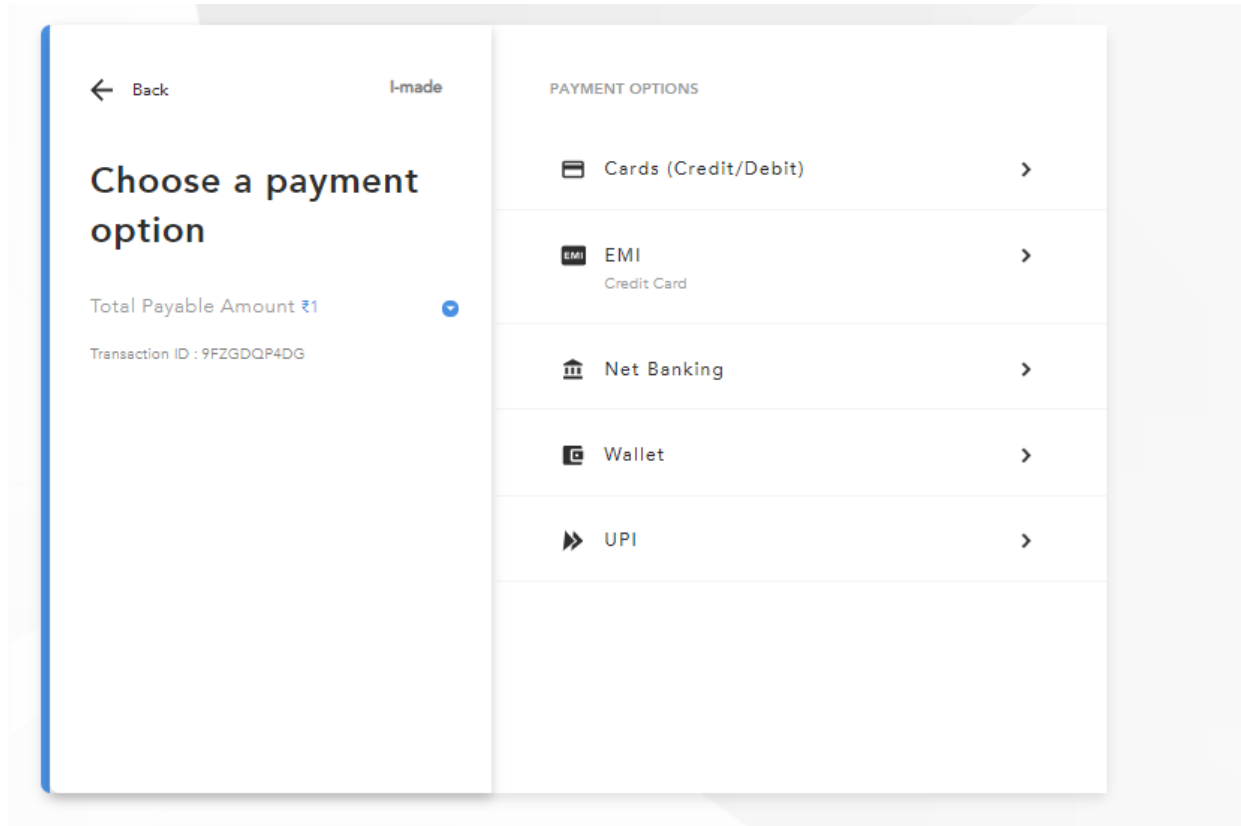 Back
I-made
Choose a payment
option
Total Payable Amount ₹1
Transaction ID : 9FZGDQP4DG
PAYMENT OPTIONS
Cards (Credit/Debit)
EMI
EMI
Credit Card
Net Banking
Wallet
UPI